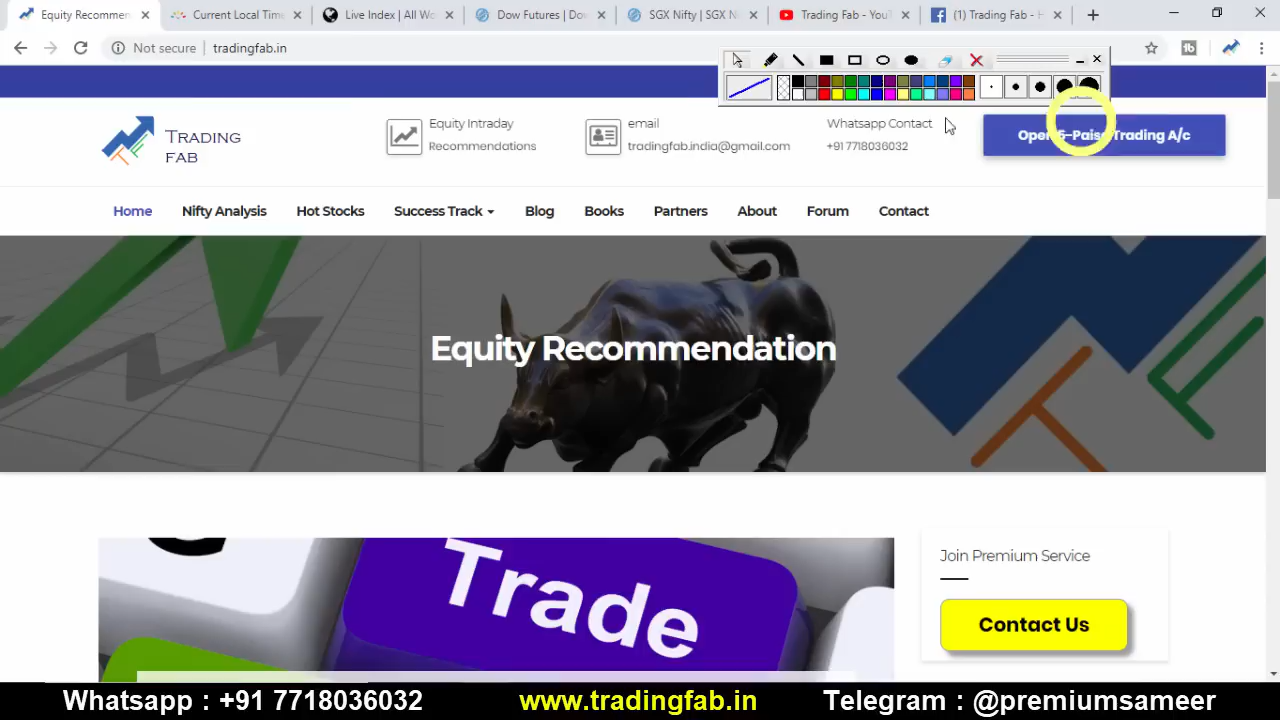 Equity Recommen
Current Local Time
Live Index | All Wo
Dow Futures | Dow
SGX Nifty | SGX N
Trading Fab - YouT
(1) Trading Fab - H
Not secure
tradingfab.in
TRADING
FAB
Equity Intraday
Recommendations
email
tradingfab.india@gmail.com
Whatsapp Contact
+91 7718036032
Open 5-Paisa Trading A/c
Home
Nifty Analysis
Hot Stocks
Success Track
Blog
Books
Partners
About
Forum
Contact
Equity Recommendation
Trade
Join Premium Service
Contact Us
Whatsapp : +91 7718036032
www.tradingfab.in
Telegram : @premiumsameer